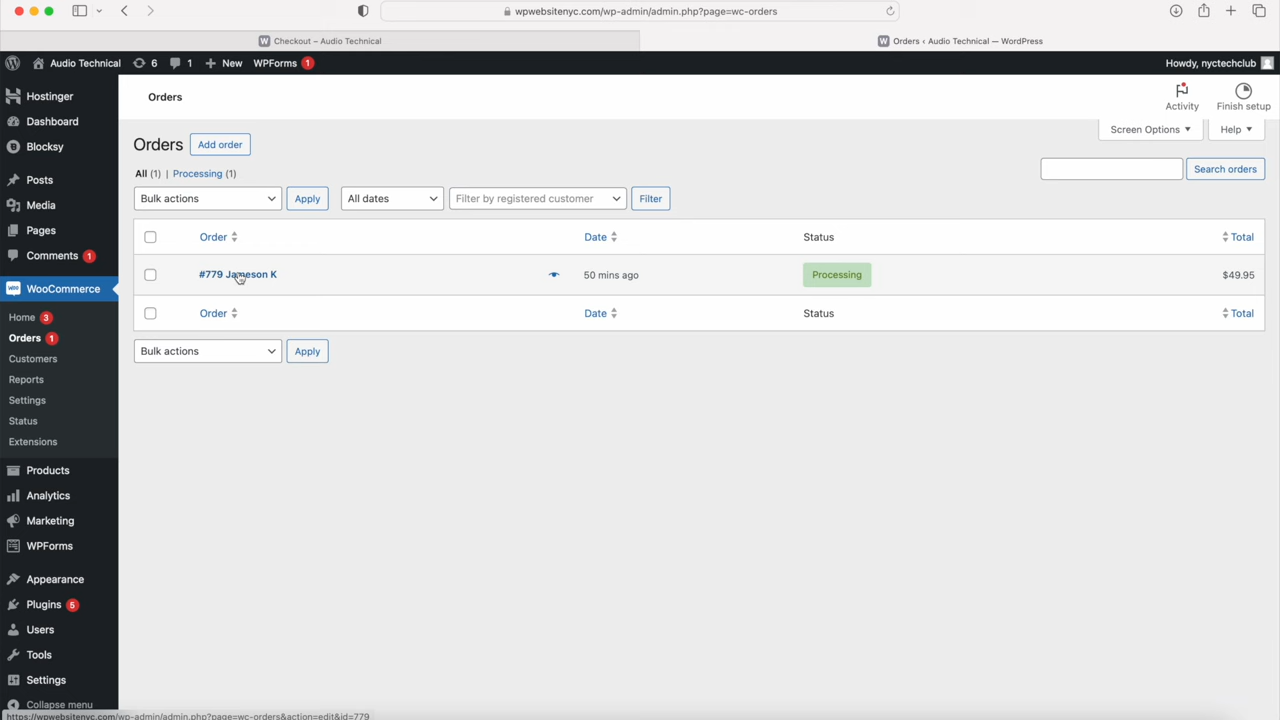 wpwebsitenyc.com/wp-admin/admin.php?page=wc-orders
W Checkout – Audio Technical
W Orders ‹ Audio Technical — WordPress
Audio Technical 6 1 New WPForms 1 Howdy, nyctechclub
Hostinger
Dashboard
Blocksy
Posts
Media
Pages
Comments 1
WooCommerce
Home 3
Orders 1
Customers
Reports
Settings
Status
Extensions
Products
Analytics
Marketing
WPForms
Appearance
Plugins 5
Users
Tools
Settings
Collapse menu
Orders
Activity
Finish setup
Screen Options
Help
Orders Add order
All (1) | Processing (1)
Search orders
Bulk actions Apply All dates Filter by registered customer Filter
Order Date Status Total
#779 Jameson K 50 mins ago Processing $49.95
Order Date Status Total
Bulk actions Apply
https://wpwebsitenyc.com/wp-admin/admin.php?page=wc-orders&action=edit&id=779